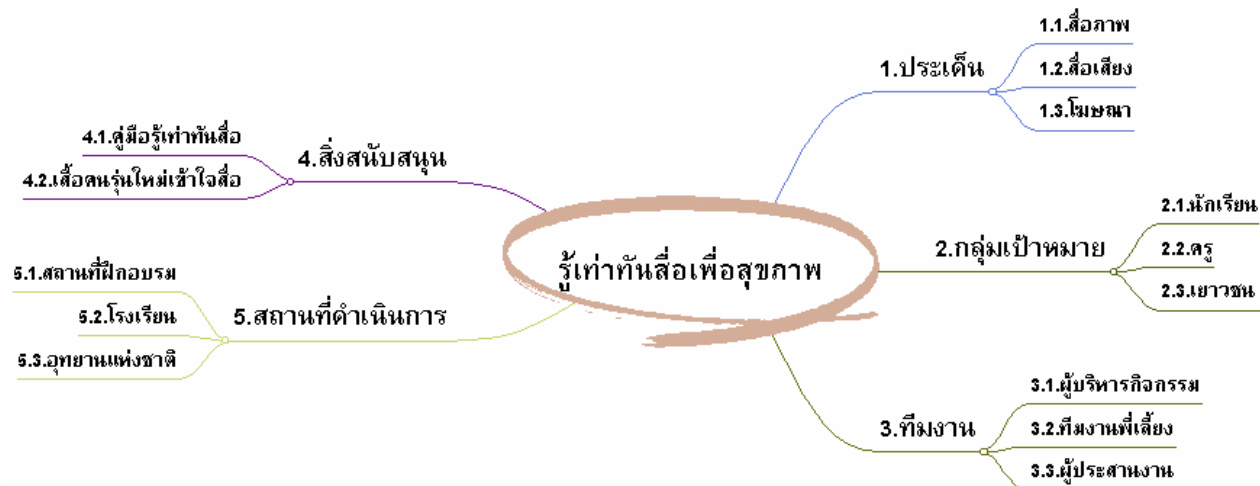 รู้เท่าทันสื่อเพื่อสุขภาพ
1.ประเด็น
1.1.สื่อภาพ
1.2.สื่อเสียง
1.3.โฆษณา
2.กลุ่มเป้าหมาย
2.1.นักเรียน
2.2.ครู
2.3.เยาวชน
3.ทีมงาน
3.1.ผู้บริหารกิจกรรม
3.2.ทีมงานพี่เลี้ยง
3.3.ผู้ประสานงาน
4.สิ่งสนับสนุน
4.1.คู่มือรู้เท่าทันสื่อ
4.2.เสื้อคนรุ่นใหม่เข้าใจสื่อ
5.สถานที่ดำเนินการ
5.1.สถานที่ฝึกอบรม
5.2.โรงเรียน
5.3.อุทยานแห่งชาติ